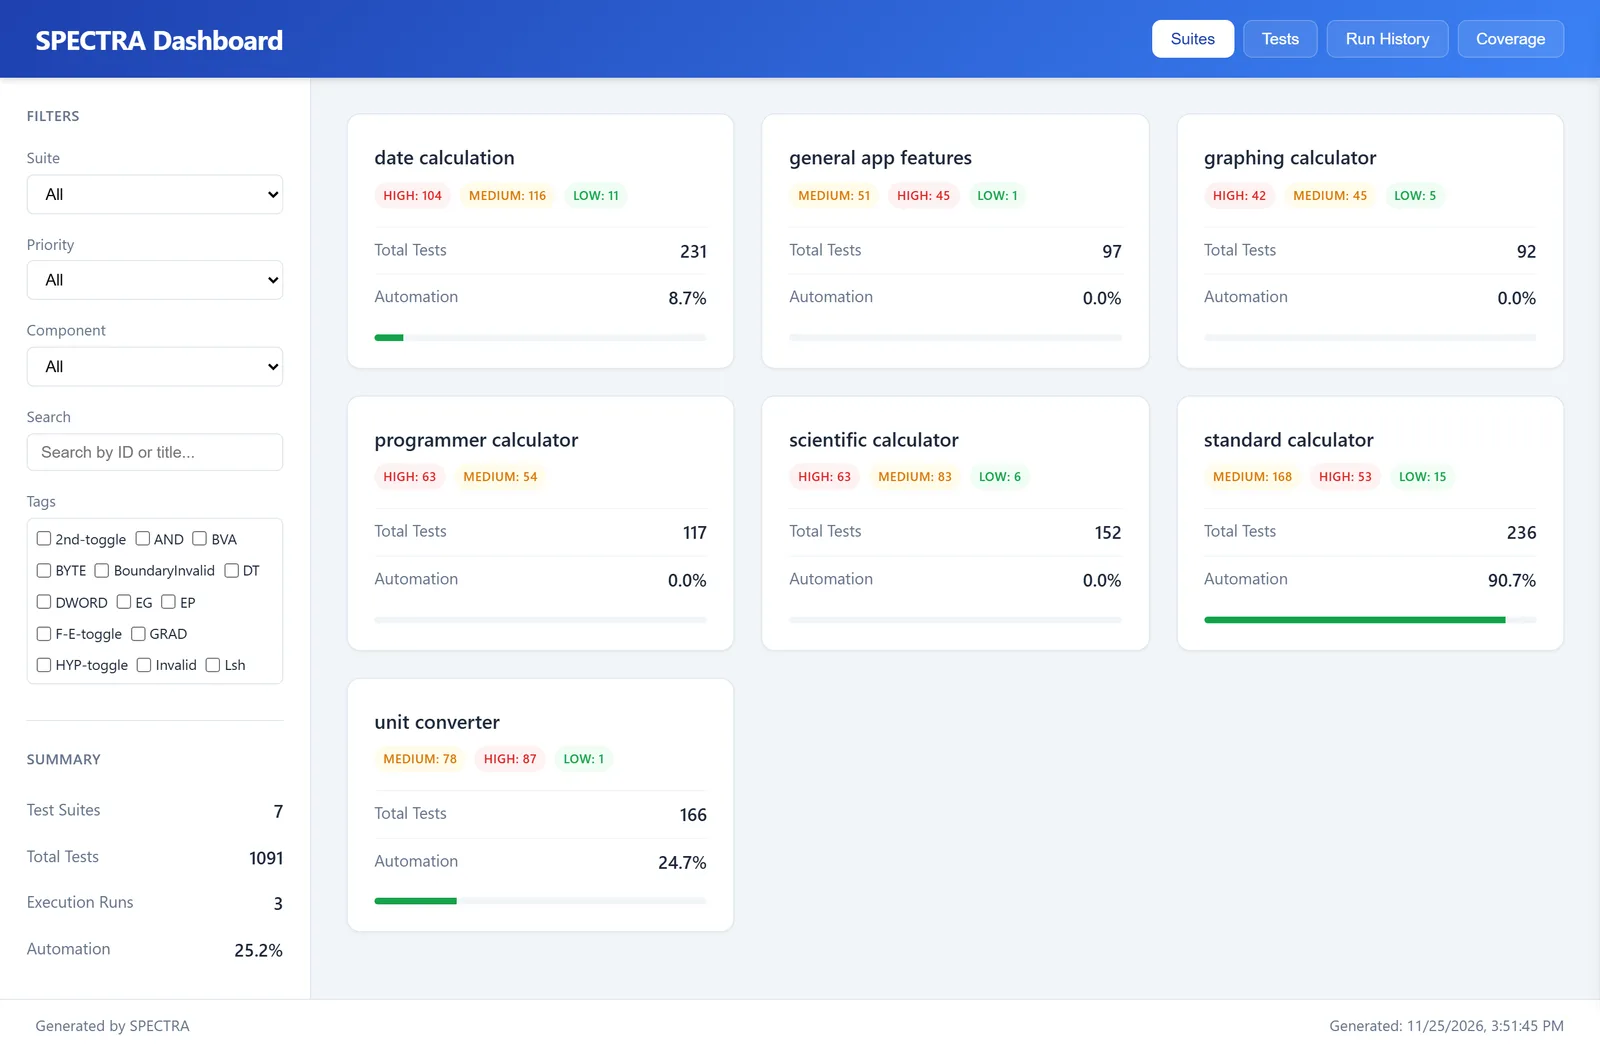 SPECTRA Dashboard
Suites
Tests
Run History
Coverage
FILTERS
Suite
All
Priority
All
Component
All
Search
Search by ID or title...
Tags
2nd-toggle AND BVA
BYTE BoundaryInvalid DT
DWORD EG EP
F-E-toggle GRAD
HYP-toggle Invalid Lsh
SUMMARY
Test Suites 7
Total Tests 1091
Execution Runs 3
Automation 25.2%
date calculation
HIGH: 104 MEDIUM: 116 LOW: 11
Total Tests 231
Automation 8.7%
general app features
MEDIUM: 51 HIGH: 45 LOW: 1
Total Tests 97
Automation 0.0%
graphing calculator
HIGH: 42 MEDIUM: 45 LOW: 5
Total Tests 92
Automation 0.0%
programmer calculator
HIGH: 63 MEDIUM: 54
Total Tests 117
Automation 0.0%
scientific calculator
HIGH: 63 MEDIUM: 83 LOW: 6
Total Tests 152
Automation 0.0%
standard calculator
MEDIUM: 168 HIGH: 53 LOW: 15
Total Tests 236
Automation 90.7%
unit converter
MEDIUM: 78 HIGH: 87 LOW: 1
Total Tests 166
Automation 24.7%
Generated by SPECTRA
Generated: 11/25/2026, 3:51:45 PM